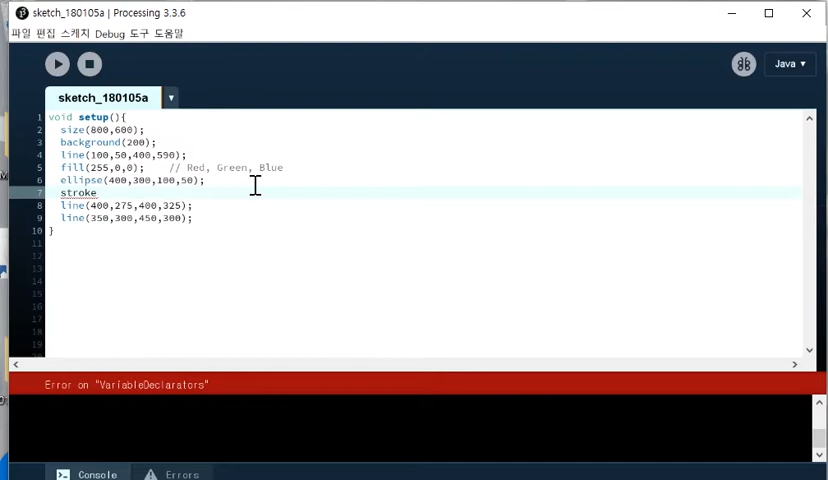 sketch_180105a | Processing 3.3.6
파일 편집 스케치 Debug 도구 도움말
Java ▾
sketch_180105a ▾
1 void setup(){
2 size(800,600);
3 background(200);
4 line(100,50,400,590);
5 fill(255,0,0); // Red, Green, Blue
6 ellipse(400,300,100,50);
7 stroke
8 line(400,275,400,325);
9 line(350,300,450,300);
10 }
11
12
13
14
15
16
17
18
19
Error on "VariableDeclarators"
Console Errors